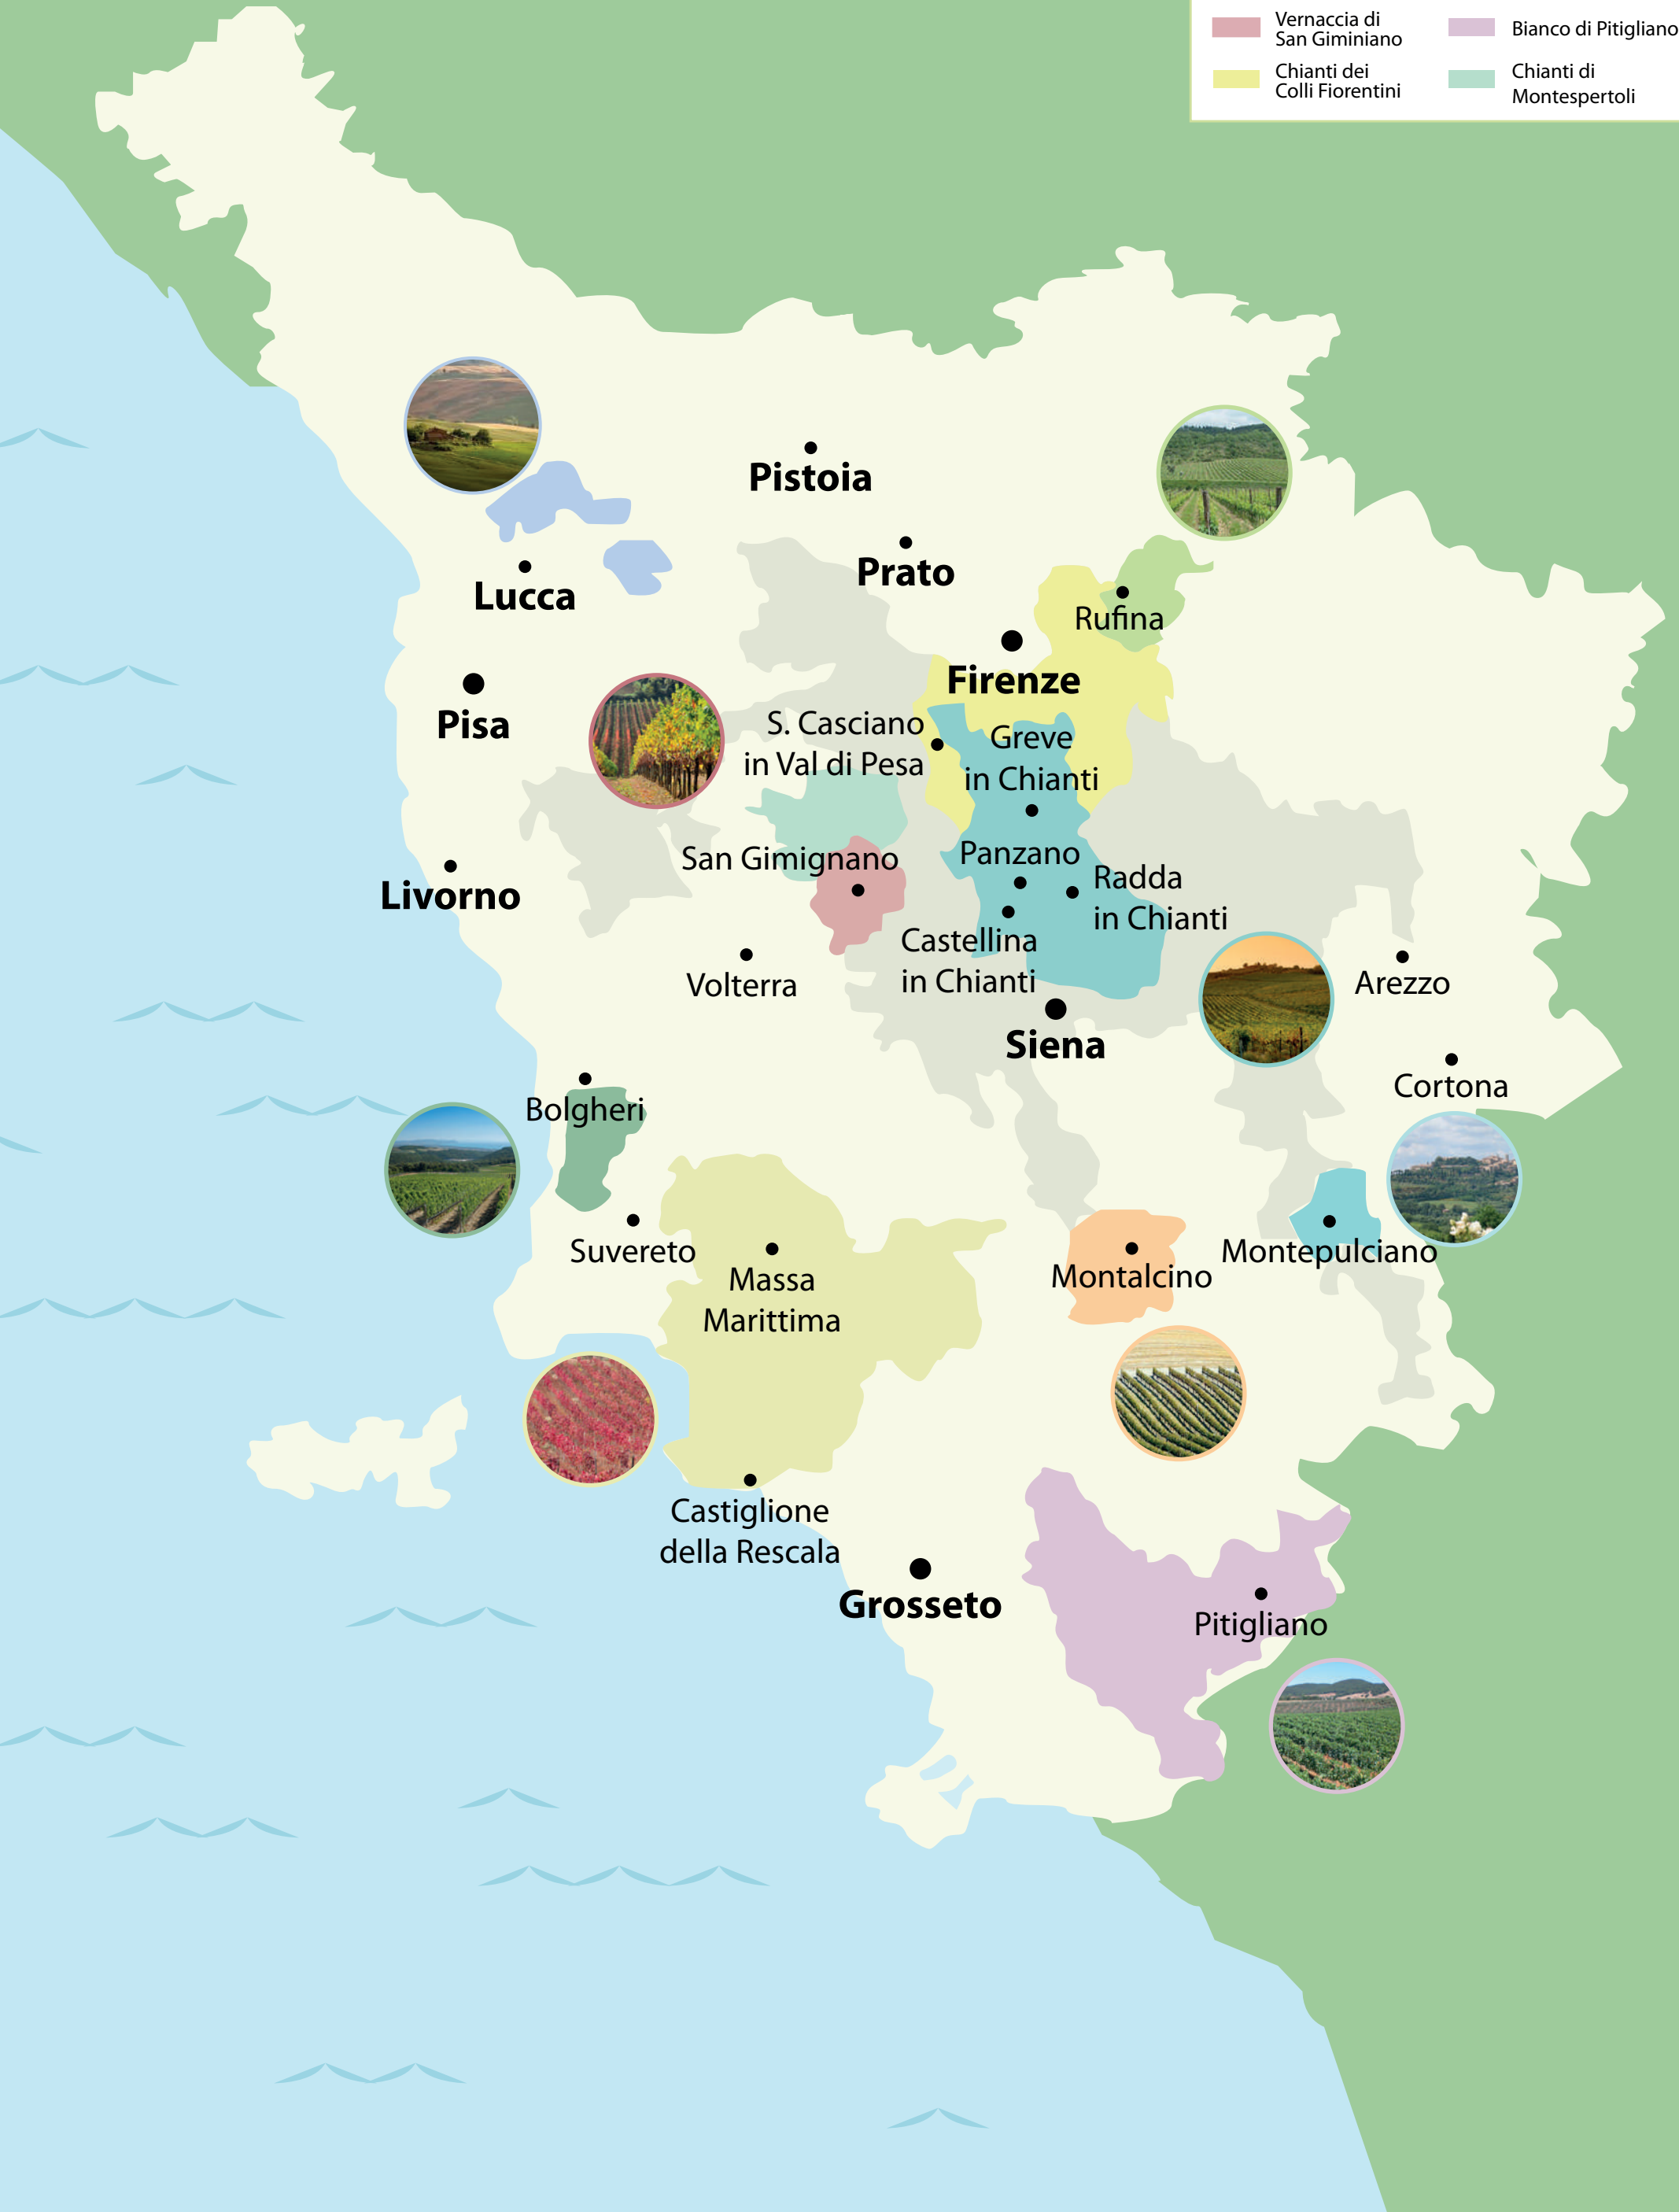 Vernaccia di
San Giminiano
Bianco di Pitigliano
Chianti dei
Colli Fiorentini
Chianti di
Montespertoli
Pistoia
Prato
Lucca
Rufina
Firenze
Pisa
S. Casciano
in Val di Pesa
Greve
in Chianti
San Gimignano
Panzano
Radda
in Chianti
Livorno
Castellina
in Chianti
Volterra
Arezzo
Siena
Cortona
Bolgheri
Suvereto
Massa
Marittima
Montalcino
Montepulciano
Castiglione
della Rescala
Grosseto
Pitigliano